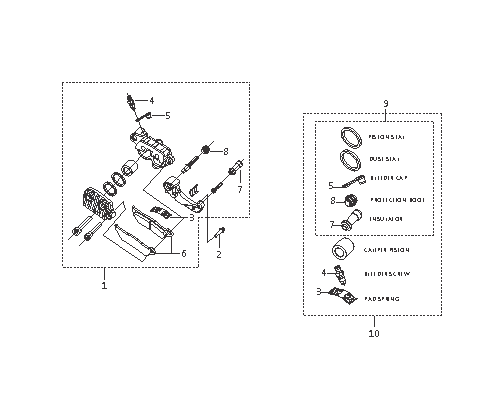 4
5
8
7
3
2
6
1
9
PISTON SEAL
DUST SEAL
5 BLEEDER CAP
8 PROTECTION BOOT
7 INSULATOR
CALIPER PISTON
4 BLEEDER SCREW
3 PAD SPRING
10